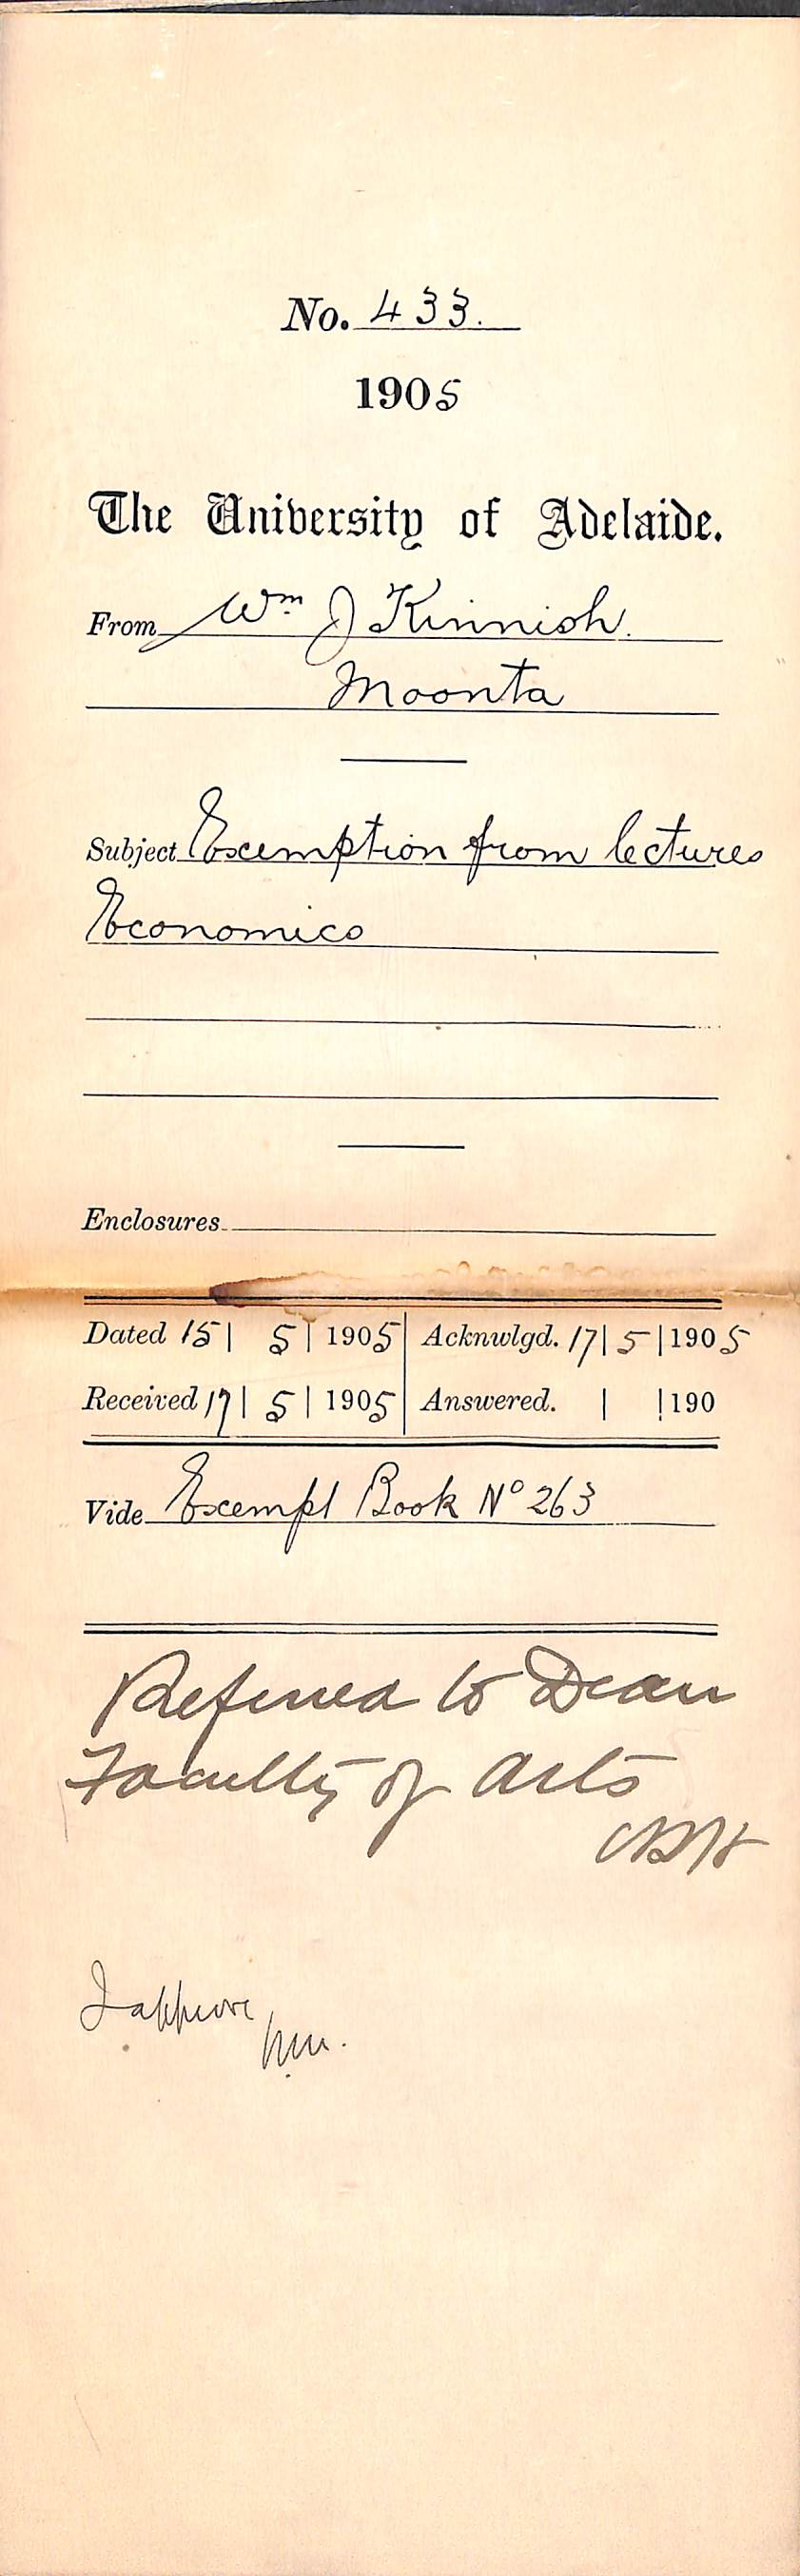 No. 433.
1905
The University of Adelaide.
From Wm J Kinnish.
Moonta
Subject Exemption from lectures
Economics
Enclosures
Dated 15 | 5 | 1905 Acknwlgd. 17 | 5 | 1905
Received 17 | 5 | 1905 Answered. | | 190
Vide Exempt Book No 263
Referred to Dean
Faculty of Arts
I approve